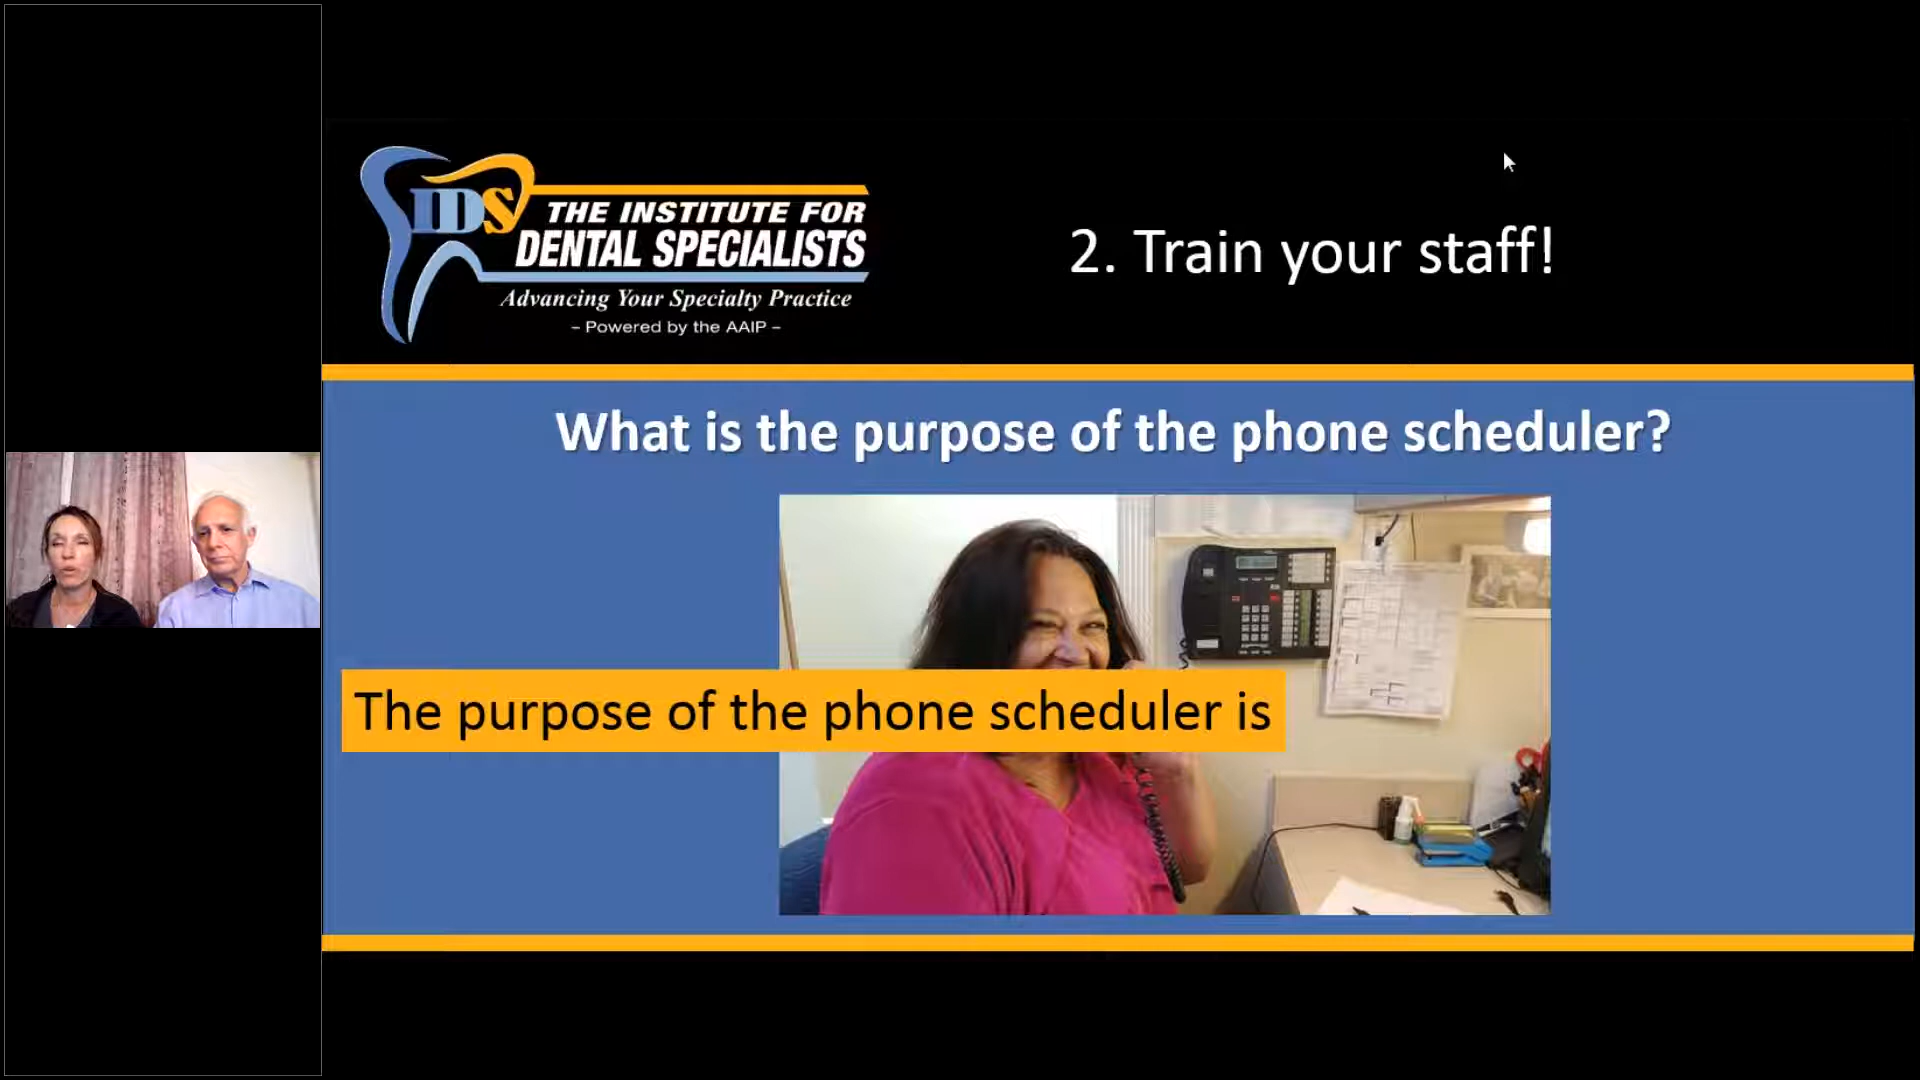 IDS
THE INSTITUTE FOR
DENTAL SPECIALISTS
Advancing Your Specialty Practice
– Powered by the AAIP –
2. Train your staff!
What is the purpose of the phone scheduler?
The purpose of the phone scheduler is